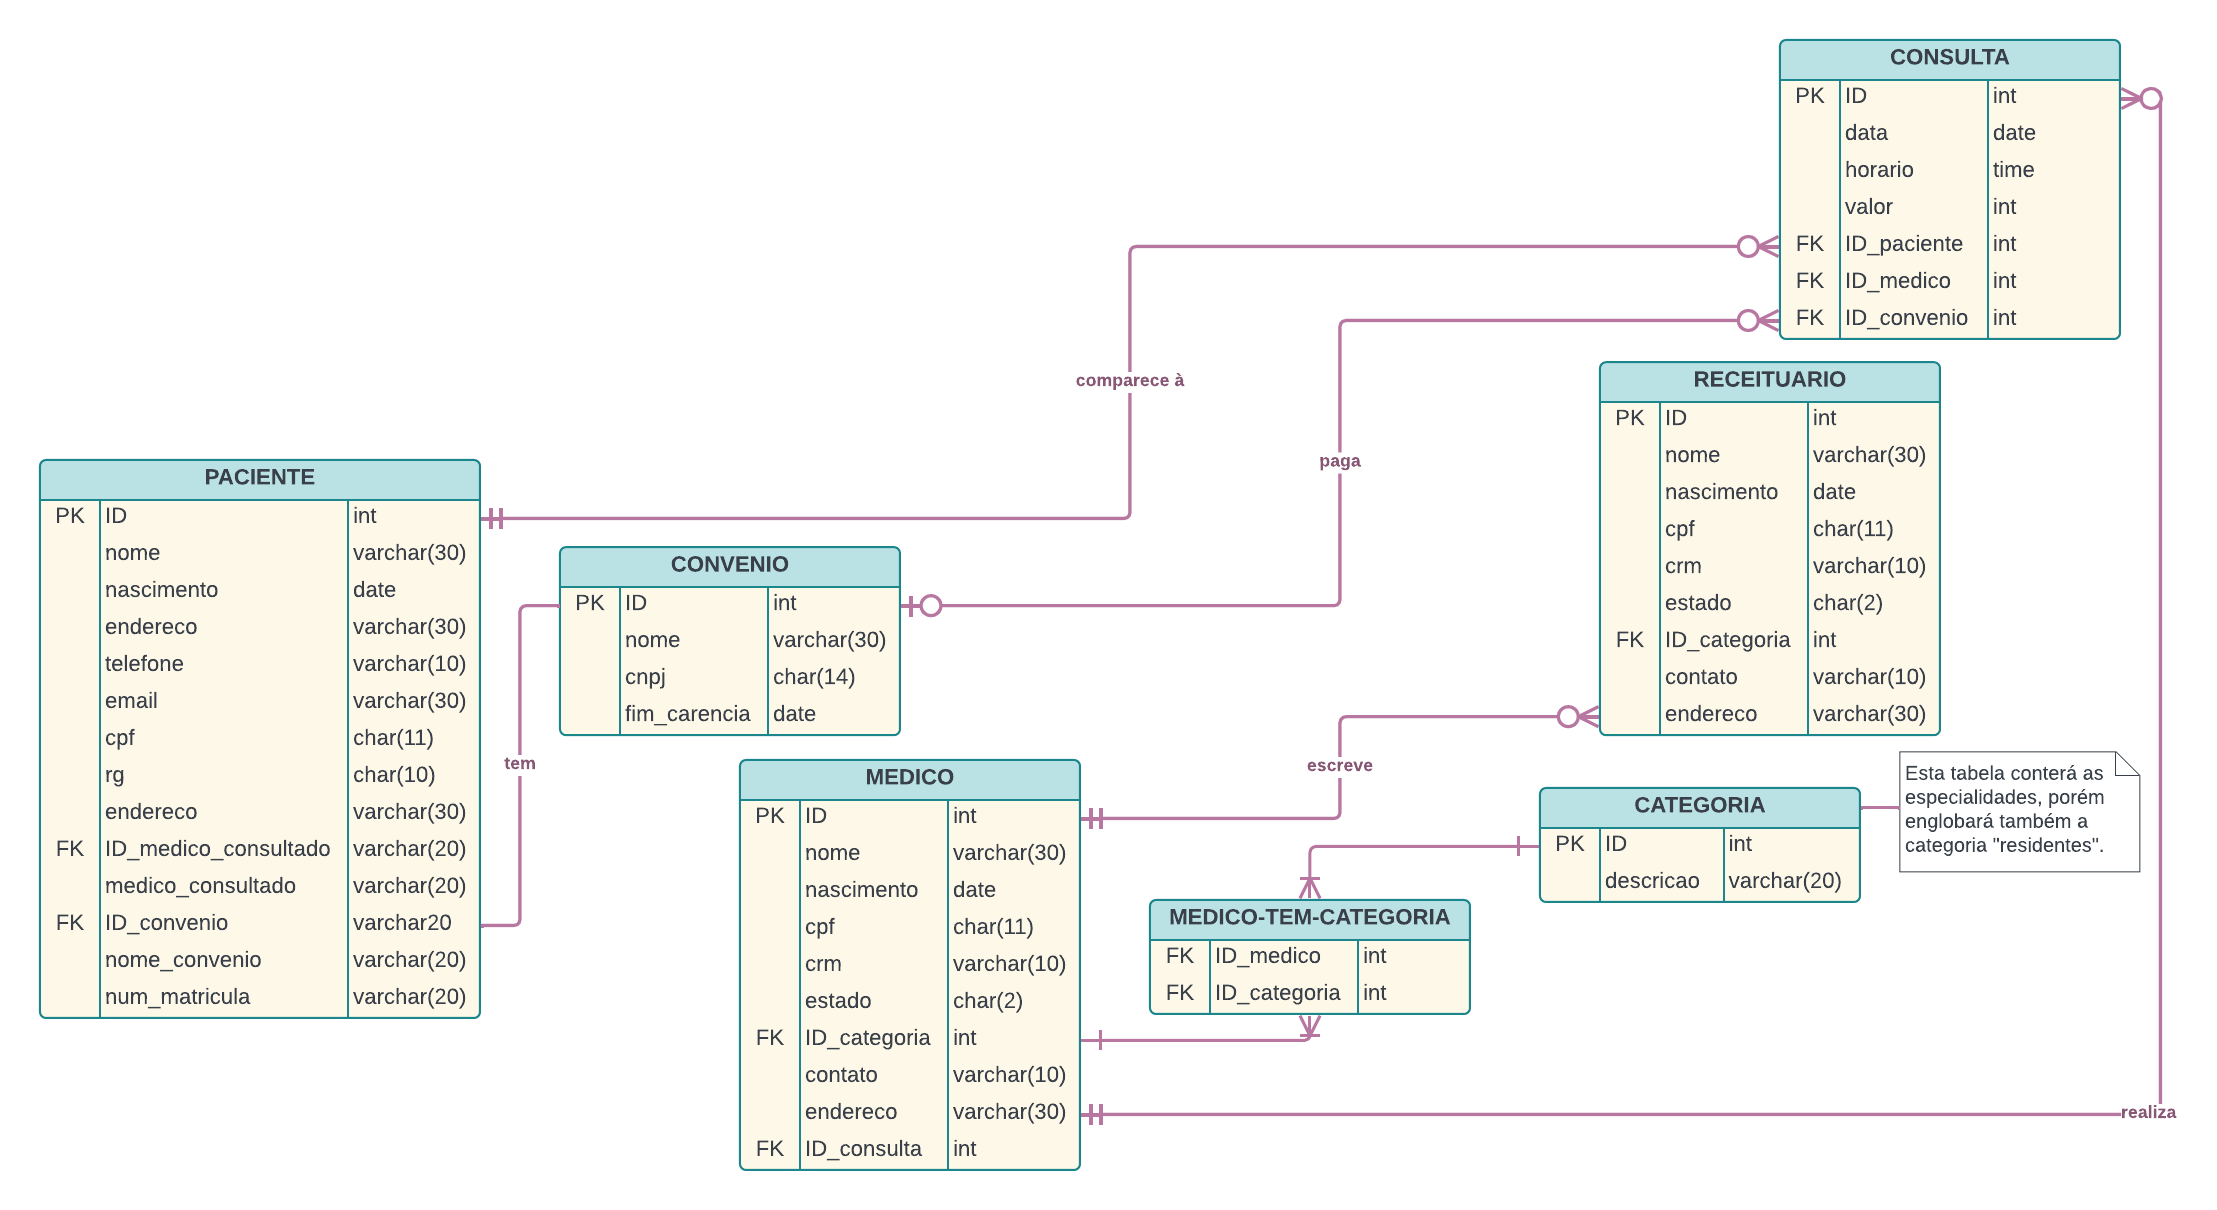 CONSULTA
PK ID int
data date
horario time
valor int
FK ID_paciente int
FK ID_medico int
FK ID_convenio int
comparece à
paga
RECEITUARIO
PK ID int
nome varchar(30)
nascimento date
cpf char(11)
crm varchar(10)
estado char(2)
FK ID_categoria int
contato varchar(10)
endereco varchar(30)
PACIENTE
PK ID int
nome varchar(30)
nascimento date
endereco varchar(30)
telefone varchar(10)
email varchar(30)
cpf char(11)
rg char(10)
endereco varchar(30)
FK ID_medico_consultado varchar(20)
medico_consultado varchar(20)
FK ID_convenio varchar20
nome_convenio varchar(20)
num_matricula varchar(20)
tem
CONVENIO
PK ID int
nome varchar(30)
cnpj char(14)
fim_carencia date
MEDICO
PK ID int
nome varchar(30)
nascimento date
cpf char(11)
crm varchar(10)
estado char(2)
FK ID_categoria int
contato varchar(10)
endereco varchar(30)
FK ID_consulta int
escreve
CATEGORIA
PK ID int
descricao varchar(20)
Esta tabela conterá as
especialidades, porém
englobará também a
categoria "residentes".
MEDICO-TEM-CATEGORIA
FK ID_medico int
FK ID_categoria int
realiza